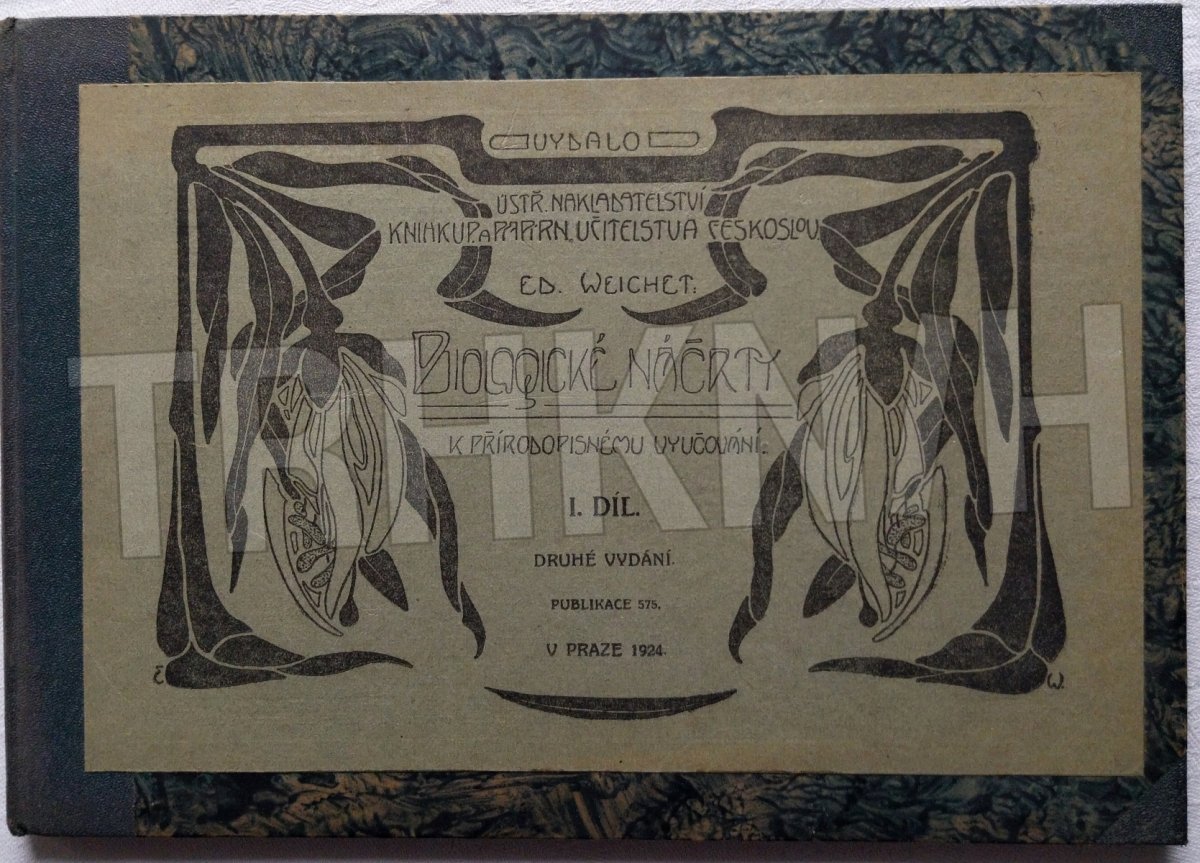 VYDALO
ÚSTŘ. NAKLADATELSTVÍ
KNIHKUP. A PAPÍRN. UČITELSTVA ČESKOSLOV.
ED. WEICHET:
BIOLOGICKÉ NÁČRTY
K PŘÍRODOPISNÉMU VYUČOVÁNÍ.
I. DÍL.
DRUHÉ VYDÁNÍ.
PUBLIKACE 575.
V PRAZE 1924.
E. W.
TRHKNIH